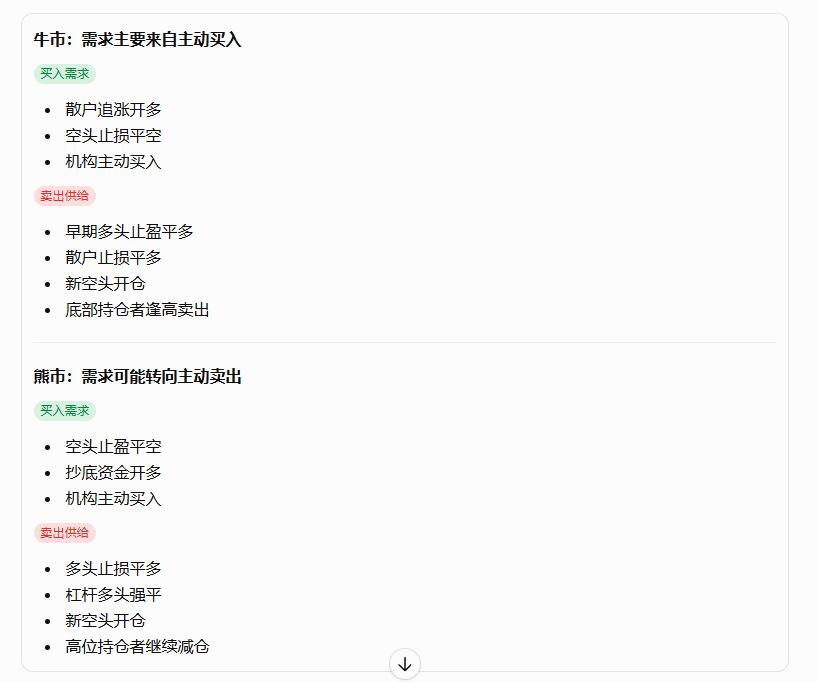 牛市：需求主要来自主动买入
买入需求
散户追涨开多
空头止损平空
机构主动买入
卖出供给
早期多头止盈平多
散户止损平多
新空头开仓
底部持仓者逢高卖出
熊市：需求可能转向主动卖出
买入需求
空头止盈平空
抄底资金开多
机构主动买入
卖出供给
多头止损平多
杠杆多头强平
新空头开仓
高位持仓者继续减仓